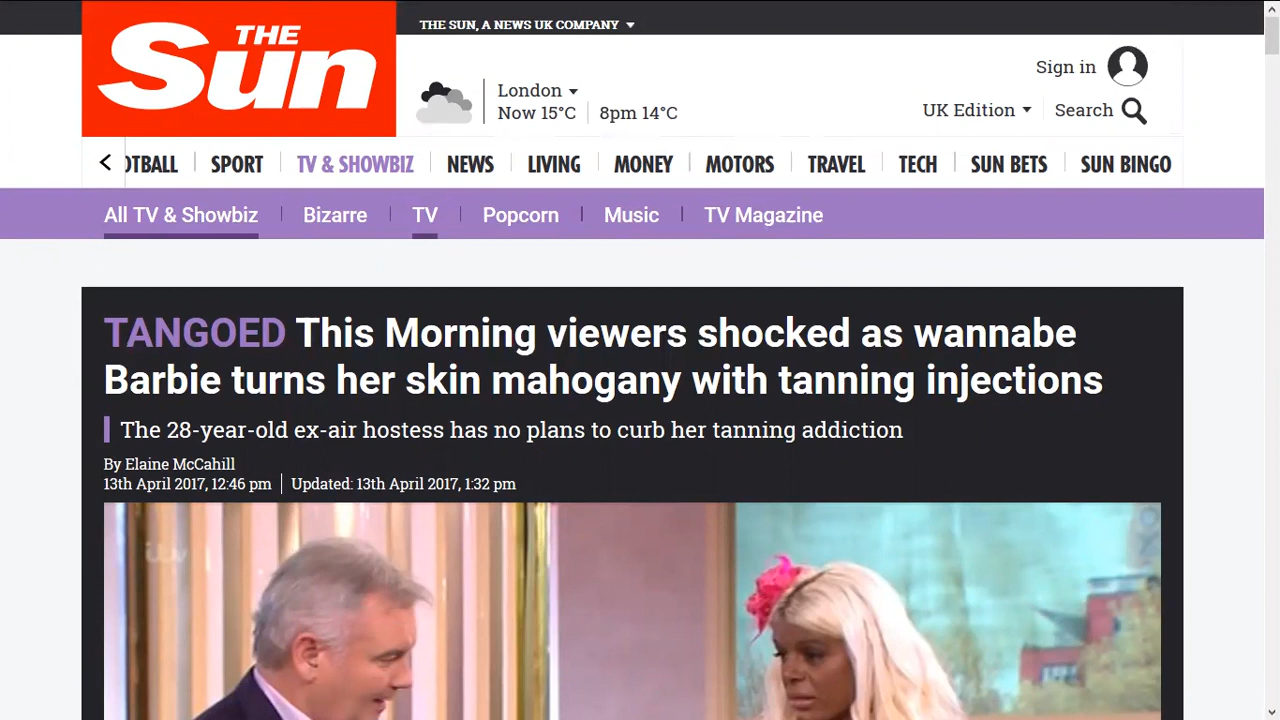 THE SUN, A NEWS UK COMPANY
THE
Sun
London
Now 15°C 8pm 14°C
Sign in
UK Edition Search
OTBALL SPORT TV & SHOWBIZ NEWS LIVING MONEY MOTORS TRAVEL TECH SUN BETS SUN BINGO
All TV & Showbiz Bizarre TV Popcorn Music TV Magazine
TANGOED This Morning viewers shocked as wannabe
Barbie turns her skin mahogany with tanning injections
The 28-year-old ex-air hostess has no plans to curb her tanning addiction
By Elaine McCahill
13th April 2017, 12:46 pm Updated: 13th April 2017, 1:32 pm
itv